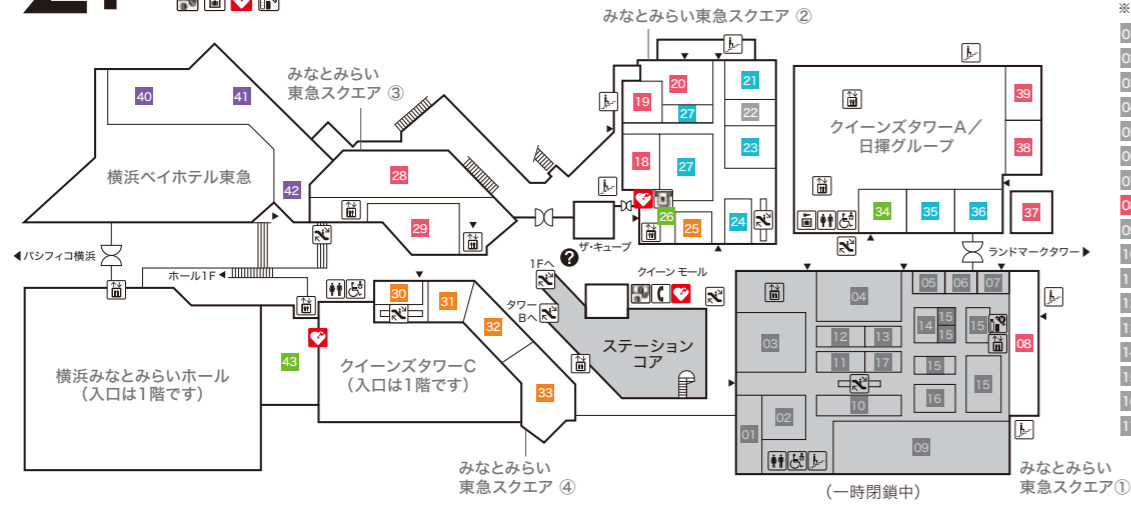 ※
みなとみらい東急スクエア ②
みなとみらい
東急スクエア ③
40
41
横浜ベイホテル東急
42
28
29
20
21
19
27
22
23
18
27
26
25
24
クイーンズタワーA／
日揮グループ
39
38
34
35
36
37
◀パシフィコ横浜
ザ・キューブ
ランドマークタワー▶
ホール1F◀
?
1Fへ
クイーン モール
タワー
Bへ
ステーション
コア
30
31
32
33
43
横浜みなとみらいホール
(入口は1階です)
クイーンズタワーC
(入口は1階です)
みなとみらい
東急スクエア ④
04
05
06
07
03
12
13
14
15
15
15
08
11
17
15
15
10
16
02
01
09
(一時閉鎖中)
みなとみらい
東急スクエア①